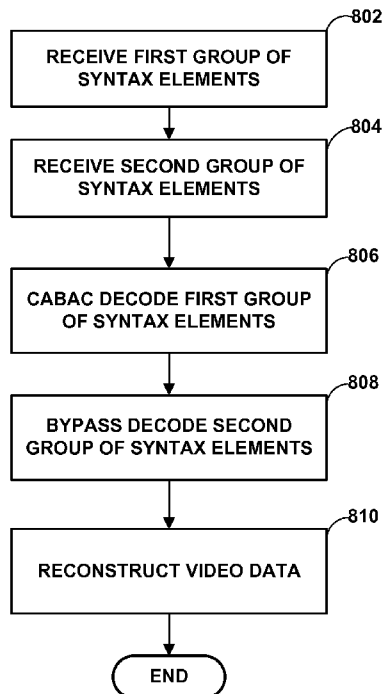 802
RECEIVE FIRST GROUP OF
SYNTAX ELEMENTS
804
RECEIVE SECOND GROUP OF
SYNTAX ELEMENTS
806
CABAC DECODE FIRST GROUP
OF SYNTAX ELEMENTS
808
BYPASS DECODE SECOND
GROUP OF SYNTAX ELEMENTS
810
RECONSTRUCT VIDEO DATA
END